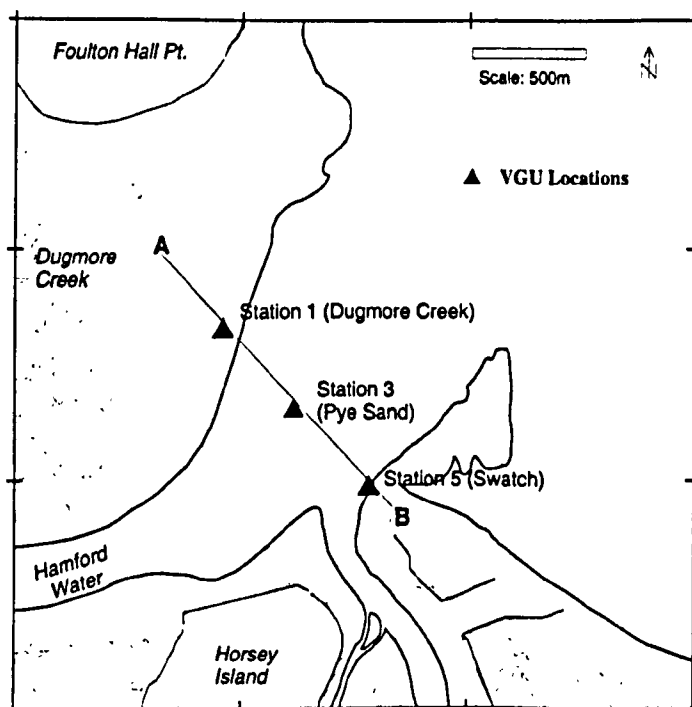 Foulton Hall Pt.
Scale: 500m
N
VGU Locations
A
Dugmore
Creek
Station 1 (Dugmore Creek)
Station 3
(Pye Sand)
Station 5 (Swatch)
B
Hamford
Water
Horsey
Island